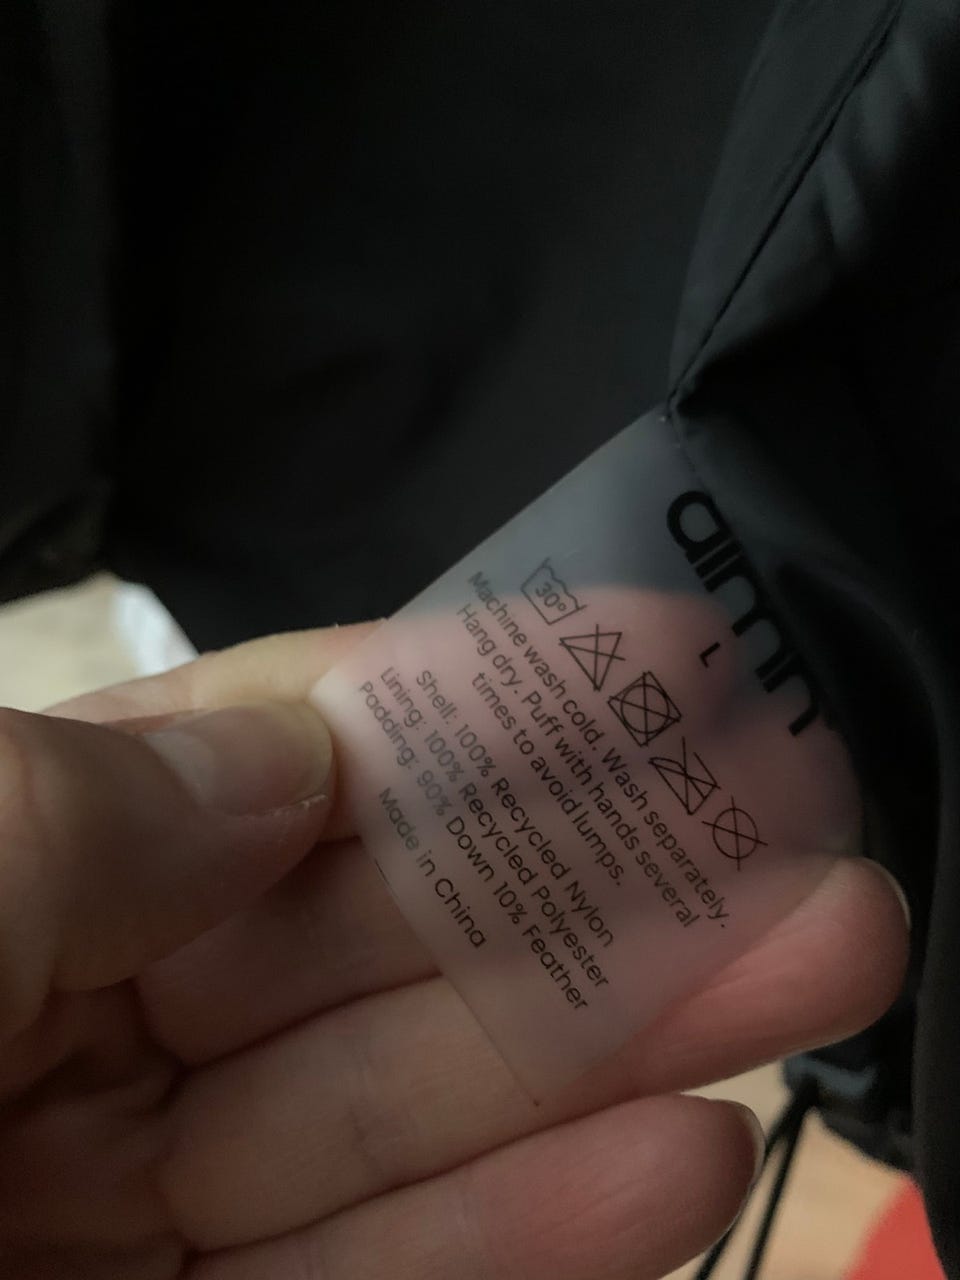 aim'n
L
30°
Machine wash cold. Wash separately.
Hang dry. Puff with hands several
times to avoid lumps.
Shell: 100% Recycled Nylon
Lining: 100% Recycled Polyester
Padding: 90% Down 10% Feather
Made in China